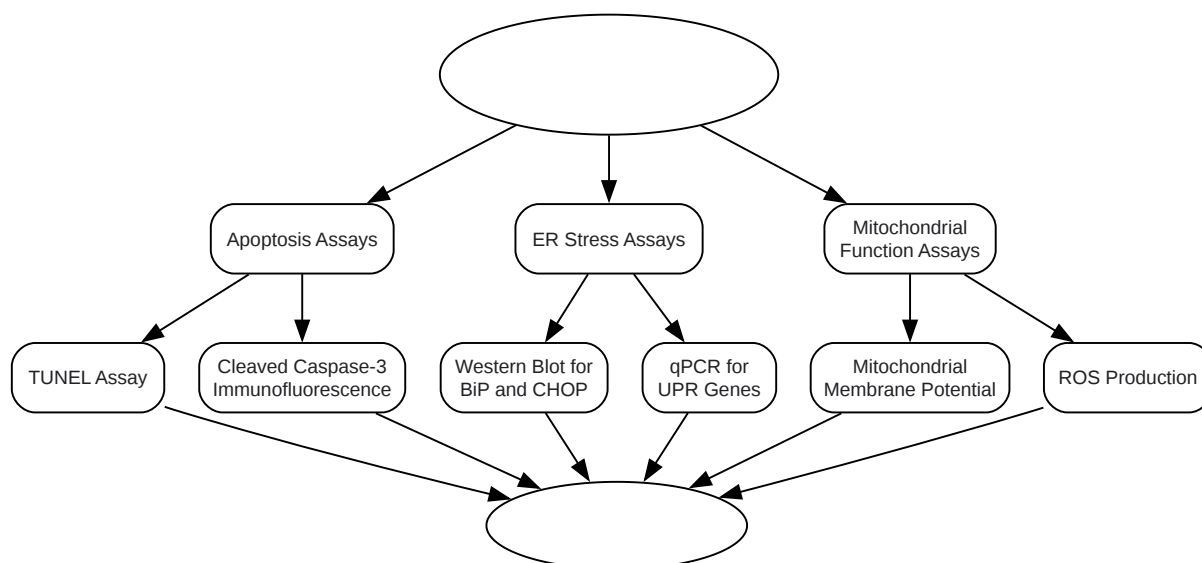 Apoptosis Assays
ER Stress Assays
Mitochondrial
Function Assays
TUNEL Assay
Cleaved Caspase-3
Immunofluorescence
Western Blot for
BiP and CHOP
qPCR for
UPR Genes
Mitochondrial
Membrane Potential
ROS Production